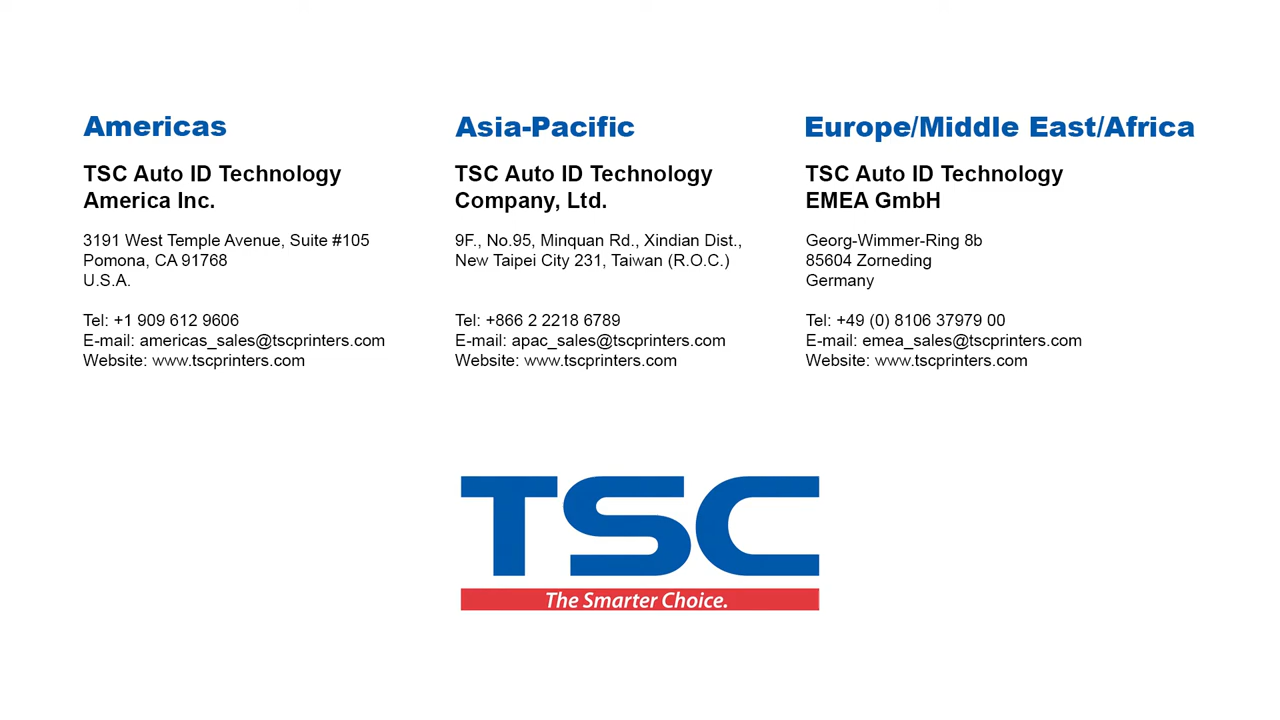 Americas
TSC Auto ID Technology
America Inc.
3191 West Temple Avenue, Suite #105
Pomona, CA 91768
U.S.A.
Tel: +1 909 612 9606
E-mail: americas_sales@tscprinters.com
Website: www.tscprinters.com
Asia-Pacific
TSC Auto ID Technology
Company, Ltd.
9F., No.95, Minquan Rd., Xindian Dist.,
New Taipei City 231, Taiwan (R.O.C.)
Tel: +866 2 2218 6789
E-mail: apac_sales@tscprinters.com
Website: www.tscprinters.com
Europe/Middle East/Africa
TSC Auto ID Technology
EMEA GmbH
Georg-Wimmer-Ring 8b
85604 Zorneding
Germany
Tel: +49 (0) 8106 37979 00
E-mail: emea_sales@tscprinters.com
Website: www.tscprinters.com
TSC
The Smarter Choice.